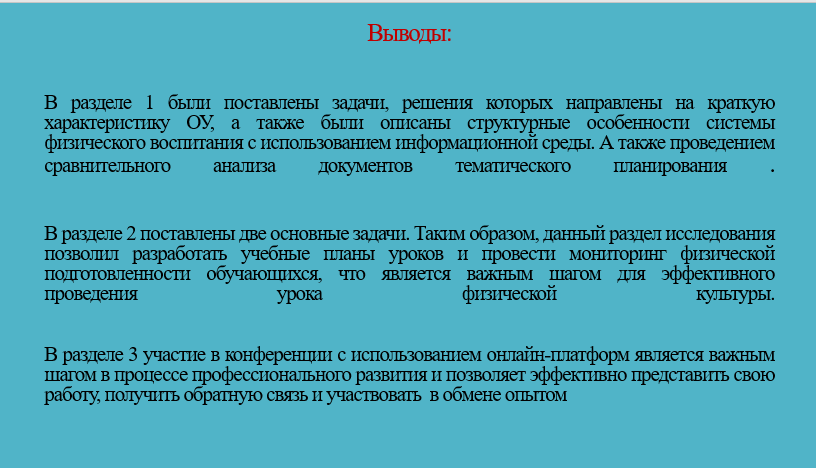 Выводы:
В разделе 1 были поставлены задачи, решения которых направлены на краткую
характеристику ОУ, а также были описаны структурные особенности системы
физического воспитания с использованием информационной среды. А также проведением
сравнительного анализа документов тематического планирования .
В разделе 2 поставлены две основные задачи. Таким образом, данный раздел исследования
позволил разработать учебные планы уроков и провести мониторинг физической
подготовленности обучающихся, что является важным шагом для эффективного
проведения урока физической культуры.
В разделе 3 участие в конференции с использованием онлайн-платформ является важным
шагом в процессе профессионального развития и позволяет эффективно представить свою
работу, получить обратную связь и участвовать  в обмене опытом